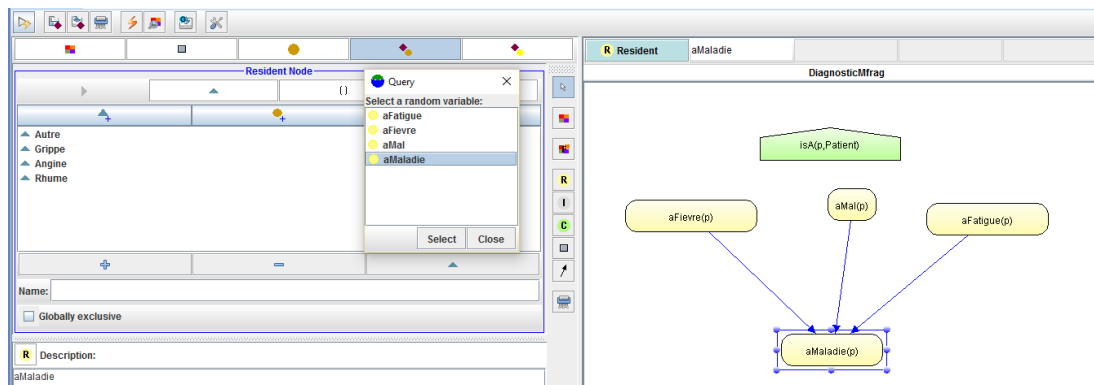 R Resident
aMaladie
Resident Node
DiagnosticMfrag
( )
Query
Select a random variable:
aFatigue
aFievre
aMal
aMaladie
Select
Close
Autre
Grippe
Angine
Rhume
Name:
Globally exclusive
R Description:
aMaladie
R
I
C
isA(p,Patient)
aFievre(p)
aMal(p)
aFatigue(p)
aMaladie(p)